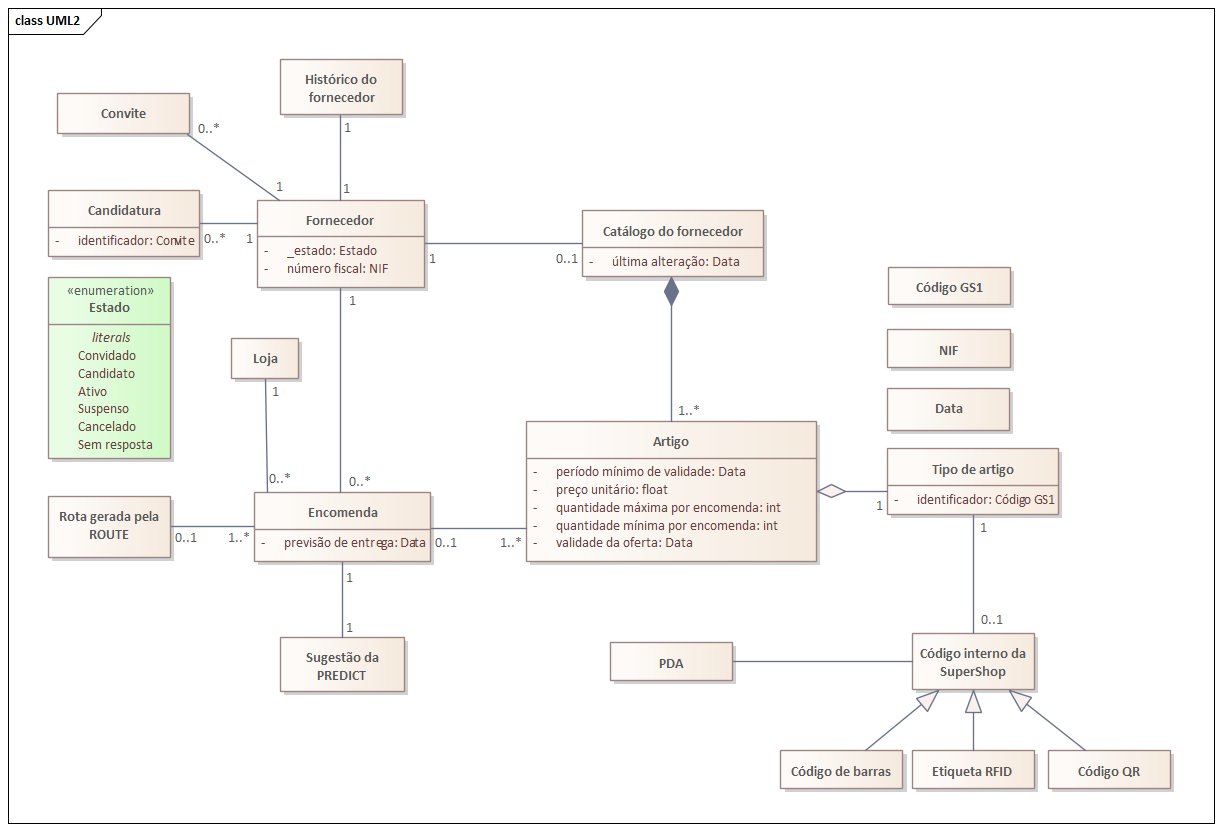 class UML2
Histórico do
fornecedor
Convite
0..*
1
1
1
Candidatura
- identificador: Convite
0..*
1
Fornecedor
- _estado: Estado
- número fiscal: NIF
1
0..1
1
Catálogo do fornecedor
- última alteração: Data
1..*
«enumeration»
Estado
literals
Convidado
Candidato
Ativo
Suspenso
Cancelado
Sem resposta
Loja
1
0..*
0..*
Código GS1
NIF
Data
Artigo
- período mínimo de validade: Data
- preço unitário: float
- quantidade máxima por encomenda: int
- quantidade mínima por encomenda: int
- validade da oferta: Data
1
Tipo de artigo
- identificador: Código GS1
1
0..1
Rota gerada pela
ROUTE
0..1
1..*
Encomenda
- previsão de entrega: Data
0..1
1..*
1
1
Sugestão da
PREDICT
PDA
Código interno da
SuperShop
Código de barras
Etiqueta RFID
Código QR